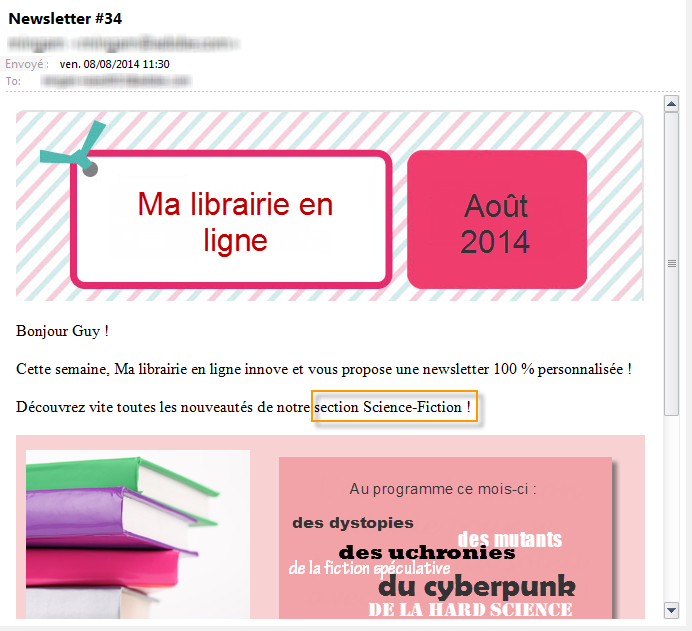 Newsletter #34
Envoyé : ven. 08/08/2014 11:30
To:
Ma librairie en
ligne
Août
2014
Bonjour Guy !
Cette semaine, Ma librairie en ligne innove et vous propose une newsletter 100 % personnalisée !
Découvrez vite toutes les nouveautés de notre section Science-Fiction !
Au programme ce mois-ci :
des dystopies
des mutants
des uchronies
de la fiction spéculative
du cyberpunk
DE LA HARD SCIENCE